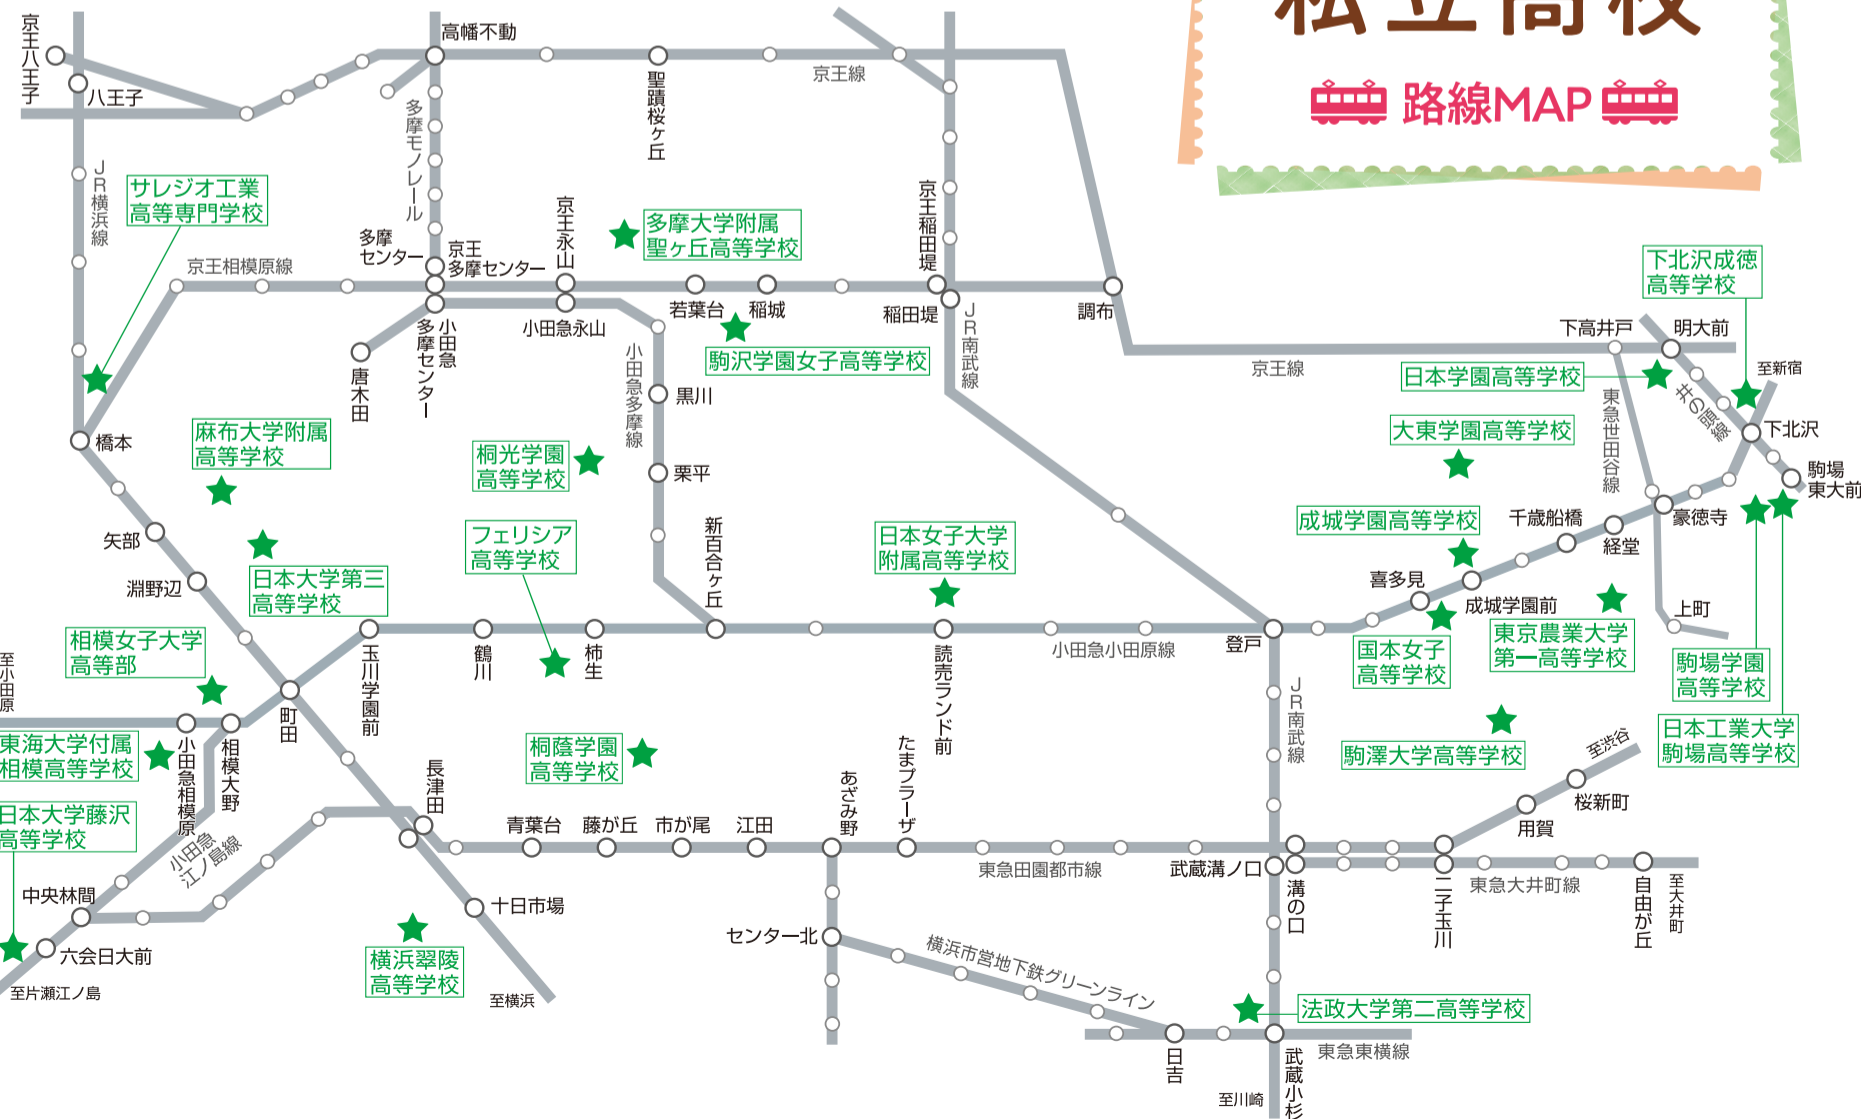 私立高校
路線MAP
京王八王子
八王子
高幡不動
聖蹟桜ヶ丘
京王線
多摩モノレール
JR横浜線
サレジオ工業
高等専門学校
京王相模原線
多摩
センター
京王
多摩センター
京王永山
多摩大学附属
聖ヶ丘高等学校
京王稲田堤
若葉台
稲城
稲田堤
調布
小田急
多摩センター
小田急永山
唐木田
小田急多摩線
駒沢学園女子高等学校
JR南武線
京王線
下高井戸
明大前
下北沢成徳
高等学校
至新宿
日本学園高等学校
井の頭線
東急世田谷線
下北沢
駒場
東大前
大東学園高等学校
橋本
麻布大学附属
高等学校
黒川
桐光学園
高等学校
栗平
矢部
淵野辺
日本大学第三
高等学校
フェリシア
高等学校
新百合ヶ丘
日本女子大学
附属高等学校
成城学園高等学校
千歳船橋
経堂
豪徳寺
喜多見
成城学園前
上町
相模女子大学
高等部
至小田原
玉川学園前
鶴川
柿生
読売ランド前
小田急小田原線
登戸
国本女子
高等学校
東京農業大学
第一高等学校
駒場学園
高等学校
日本工業大学
駒場高等学校
町田
東海大学付属
相模高等学校
小田急相模原
相模大野
桐蔭学園
高等学校
JR南武線
駒澤大学高等学校
至渋谷
桜新町
用賀
日本大学藤沢
高等学校
小田急
江ノ島線
長津田
青葉台
藤が丘
市が尾
江田
あざみ野
たまプラーザ
東急田園都市線
武蔵溝ノ口
溝の口
二子玉川
東急大井町線
自由が丘
至大井町
中央林間
六会日大前
至片瀬江ノ島
十日市場
横浜翠陵
高等学校
至横浜
センター北
横浜市営地下鉄グリーンライン
法政大学第二高等学校
日吉
東急東横線
武蔵小杉
至川崎